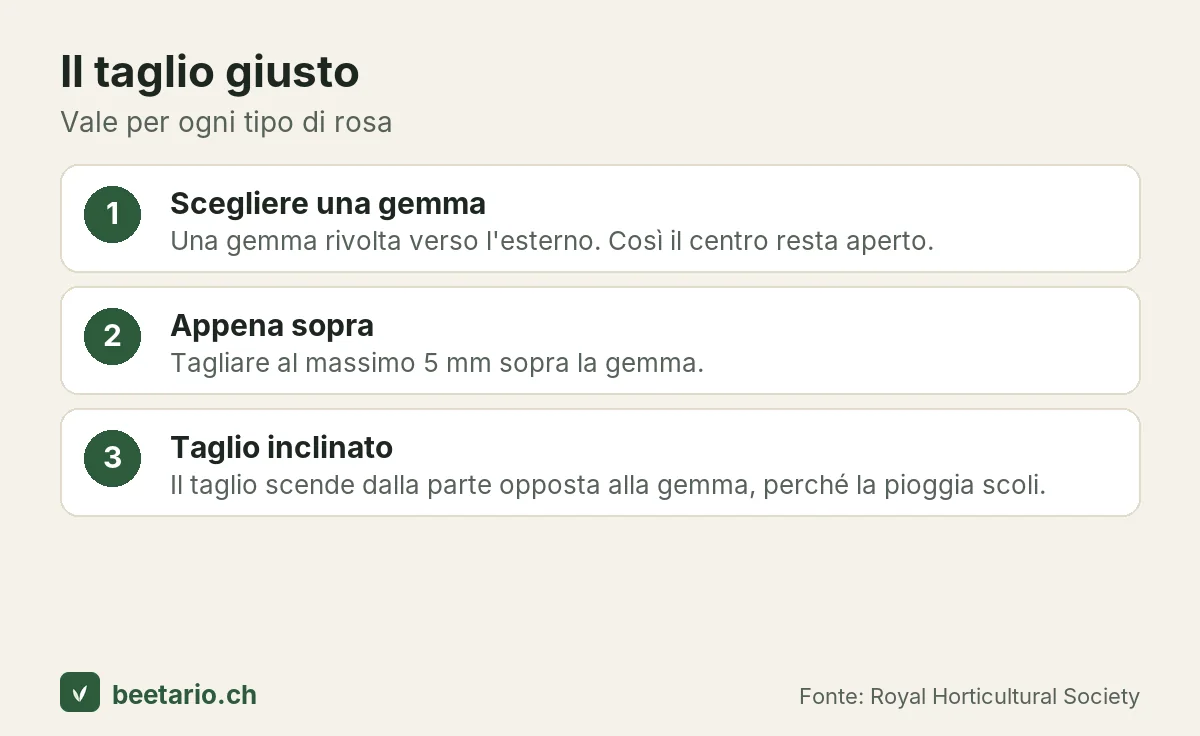 Il taglio giusto
Vale per ogni tipo di rosa
1
Scegliere una gemma
Una gemma rivolta verso l'esterno. Così il centro resta aperto.
2
Appena sopra
Tagliare al massimo 5 mm sopra la gemma.
3
Taglio inclinato
Il taglio scende dalla parte opposta alla gemma, perché la pioggia scoli.
beetario.ch
Fonte: Royal Horticultural Society